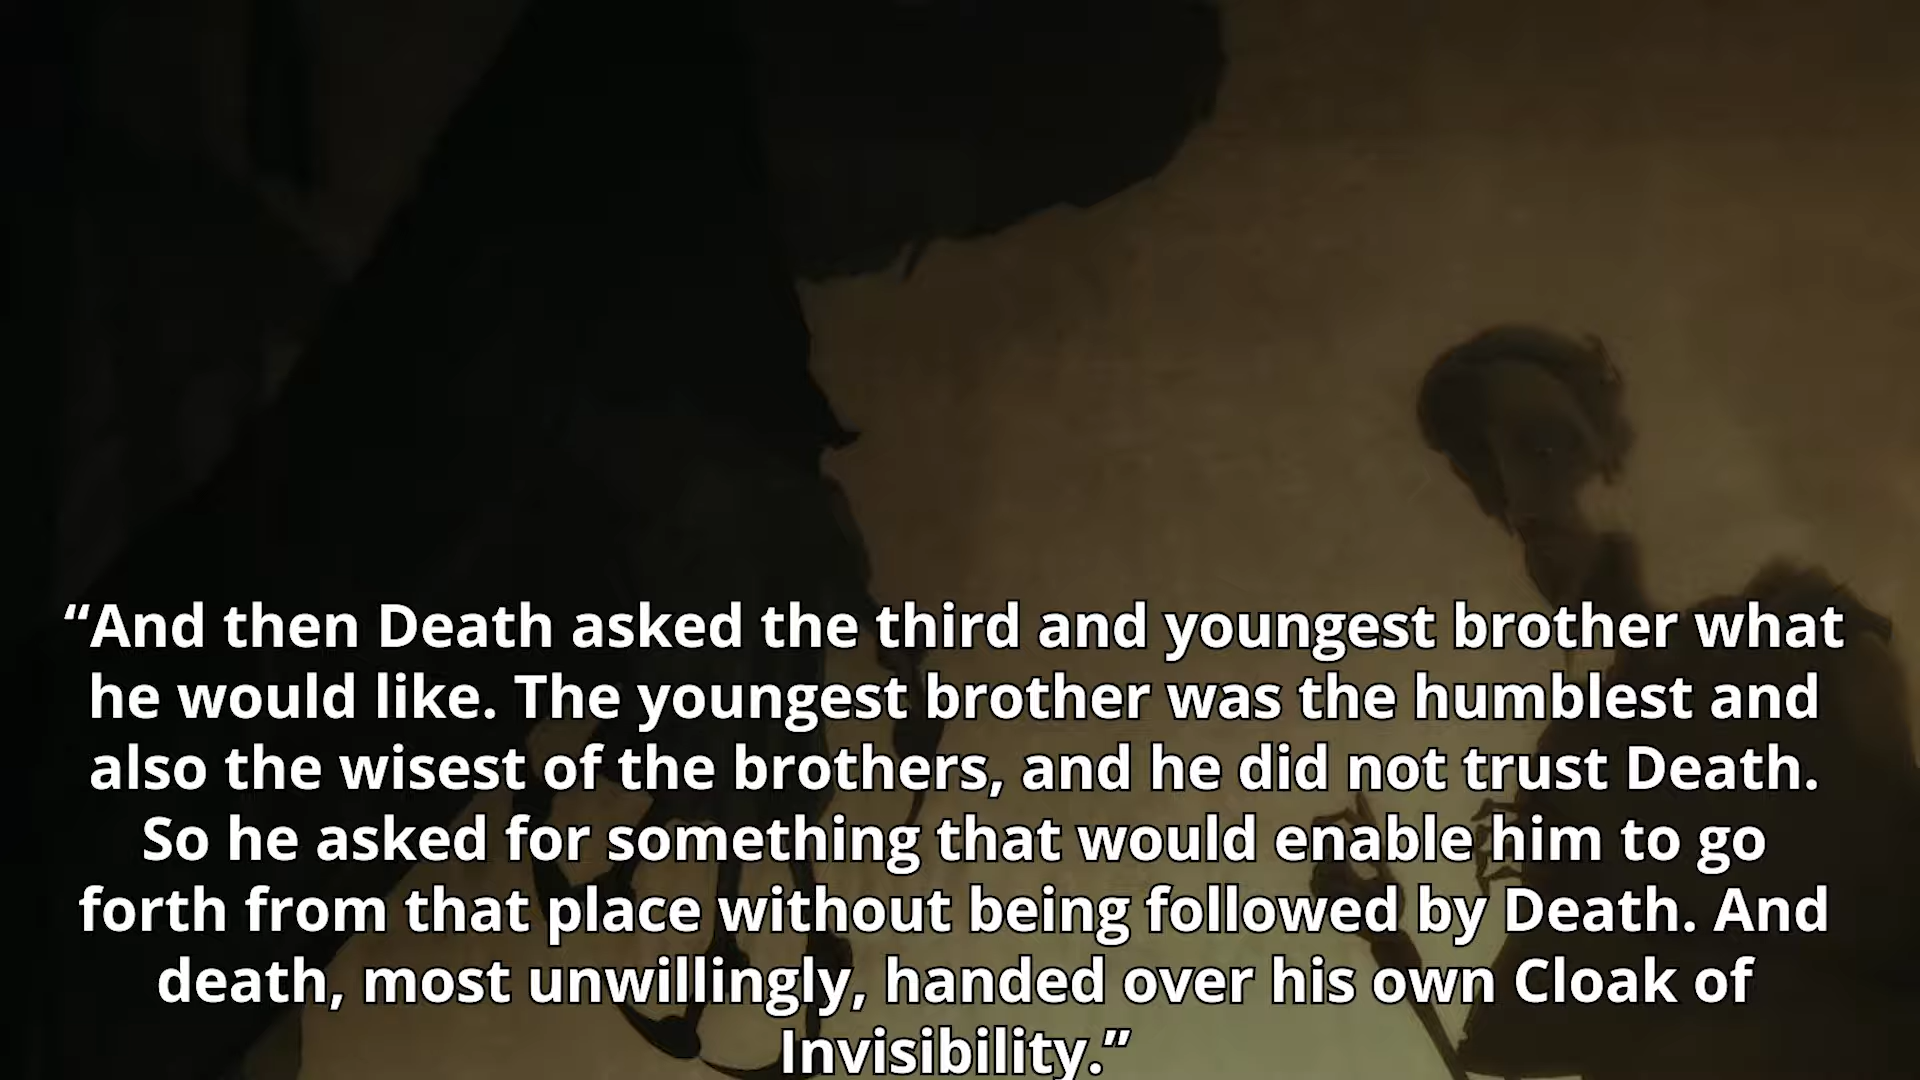 “And then Death asked the third and youngest brother what
he would like. The youngest brother was the humblest and
also the wisest of the brothers, and he did not trust Death.
So he asked for something that would enable him to go
forth from that place without being followed by Death. And
death, most unwillingly, handed over his own Cloak of
Invisibility.”